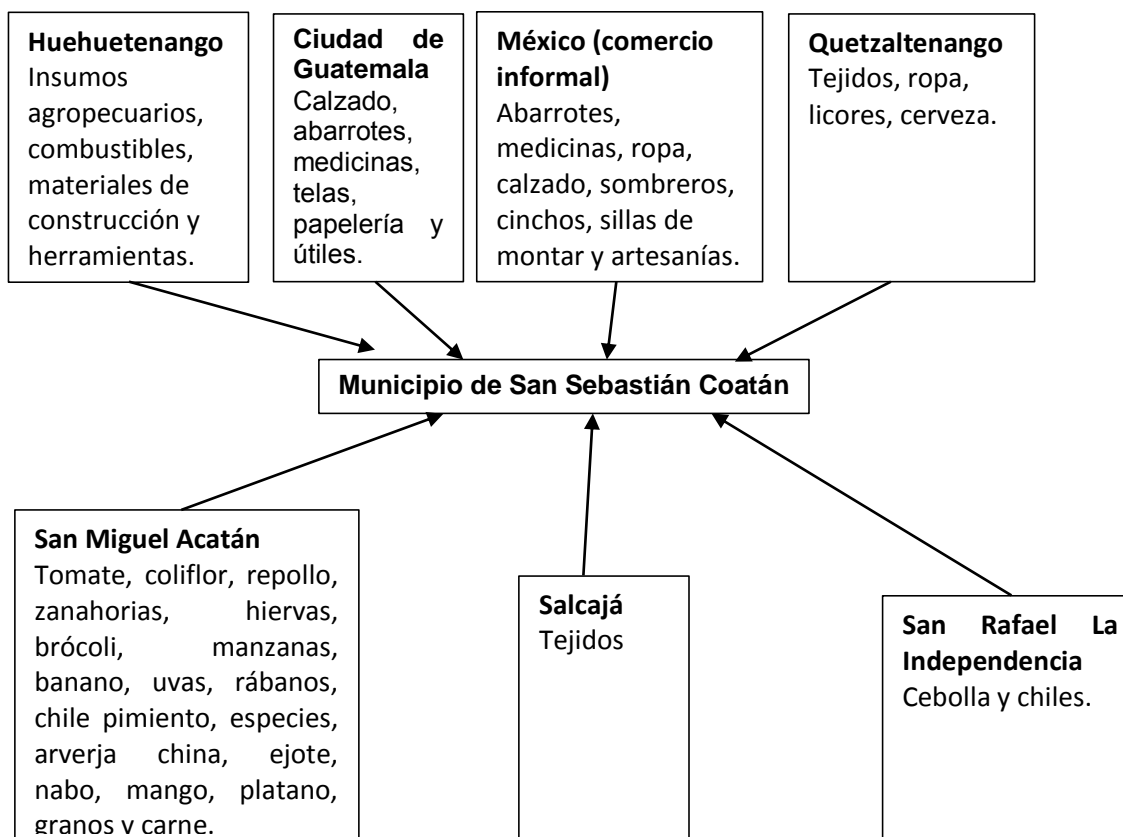 Huehuetenango
Insumos
agropecuarios,
combustibles,
materiales de
construcción y
herramientas.
Ciudad de
Guatemala
Calzado,
abarrotes,
medicinas,
telas,
papelería y
útiles.
México (comercio
informal)
Abarrotes,
medicinas, ropa,
calzado, sombreros,
cinchos, sillas de
montar y artesanías.
Quetzaltenango
Tejidos, ropa,
licores, cerveza.
Municipio de San Sebastián Coatán
San Miguel Acatán
Tomate, coliflor, repollo,
zanahorias, hiervas,
brócoli, manzanas,
banano, uvas, rábanos,
chile pimiento, especies,
arverja china, ejote,
nabo, mango, platano,
granos y carne.
Salcajá
Tejidos
San Rafael La
Independencia
Cebolla y chiles.